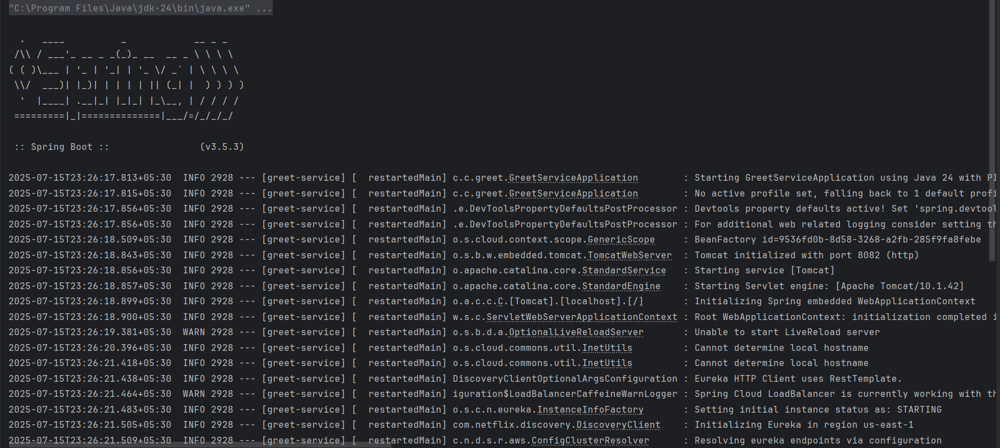 "C:\Program Files\Java\jdk-24\bin\java.exe" ...
  .   ____          _            __ _ _
 /\\ / ___'_ __ _ _(_)_ __  __ _ \ \ \ \
( ( )\___ | '_ | '_| | '_ \/ _` | \ \ \ \
 \\/  ___)| |_)| | | | | || (_| |  ) ) ) )
  '  |____| .__|_| |_|_| |_\__, | / / / /
 =========|_|==============|___/=/_/_/_/
 :: Spring Boot ::                (v3.5.3)
2025-07-15T23:26:17.813+05:30  INFO 2928 --- [greet-service] [  restartedMain] c.c.greet.GreetServiceApplication        : Starting GreetServiceApplication using Java 24 with
2025-07-15T23:26:17.815+05:30  INFO 2928 --- [greet-service] [  restartedMain] c.c.greet.GreetServiceApplication        : No active profile set, falling back to 1 default
2025-07-15T23:26:17.856+05:30  INFO 2928 --- [greet-service] [  restartedMain] .e.DevToolsPropertyDefaultsPostProcessor : Devtools property defaults active! Set 'spring.devtool
2025-07-15T23:26:17.856+05:30  INFO 2928 --- [greet-service] [  restartedMain] .e.DevToolsPropertyDefaultsPostProcessor : For additional web related logging consider setting
2025-07-15T23:26:18.509+05:30  INFO 2928 --- [greet-service] [  restartedMain] o.s.cloud.context.scope.GenericScope     : BeanFactory id=9536fd0b-8d58-3268-a2fb-285f9fa8febe
2025-07-15T23:26:18.843+05:30  INFO 2928 --- [greet-service] [  restartedMain] o.s.b.w.embedded.tomcat.TomcatWebServer  : Tomcat initialized with port 8082 (http)
2025-07-15T23:26:18.856+05:30  INFO 2928 --- [greet-service] [  restartedMain] o.apache.catalina.core.StandardService   : Starting service [Tomcat]
2025-07-15T23:26:18.857+05:30  INFO 2928 --- [greet-service] [  restartedMain] o.apache.catalina.core.StandardEngine    : Starting Servlet engine: [Apache Tomcat/10.1.42]
2025-07-15T23:26:18.899+05:30  INFO 2928 --- [greet-service] [  restartedMain] o.a.c.c.C.[Tomcat].[localhost].[/]       : Initializing Spring embedded WebApplicationContext
2025-07-15T23:26:18.900+05:30  INFO 2928 --- [greet-service] [  restartedMain] w.s.c.ServletWebServerApplicationContext : Root WebApplicationContext: initialization completed
2025-07-15T23:26:19.381+05:30  WARN 2928 --- [greet-service] [  restartedMain] o.s.b.d.a.OptionalLiveReloadServer       : Unable to start LiveReload server
2025-07-15T23:26:20.396+05:30  INFO 2928 --- [greet-service] [  restartedMain] o.s.cloud.commons.util.InetUtils         : Cannot determine local hostname
2025-07-15T23:26:21.418+05:30  INFO 2928 --- [greet-service] [  restartedMain] o.s.cloud.commons.util.InetUtils         : Cannot determine local hostname
2025-07-15T23:26:21.438+05:30  INFO 2928 --- [greet-service] [  restartedMain] DiscoveryClientOptionalArgsConfiguration : Eureka HTTP Client uses RestTemplate.
2025-07-15T23:26:21.464+05:30  WARN 2928 --- [greet-service] [  restartedMain] iguration$LoadBalancerCaffeineWarnLogger : Spring Cloud LoadBalancer is currently working with
2025-07-15T23:26:21.483+05:30  INFO 2928 --- [greet-service] [  restartedMain] o.s.c.n.eureka.InstanceInfoFactory       : Setting initial instance status as: STARTING
2025-07-15T23:26:21.505+05:30  INFO 2928 --- [greet-service] [  restartedMain] com.netflix.discovery.DiscoveryClient    : Initializing Eureka in region us-east-1
2025-07-15T23:26:21.509+05:30  INFO 2928 --- [greet-service] [  restartedMain] c.n.d.s.r.aws.ConfigClusterResolver      : Resolving eureka endpoints via configuration